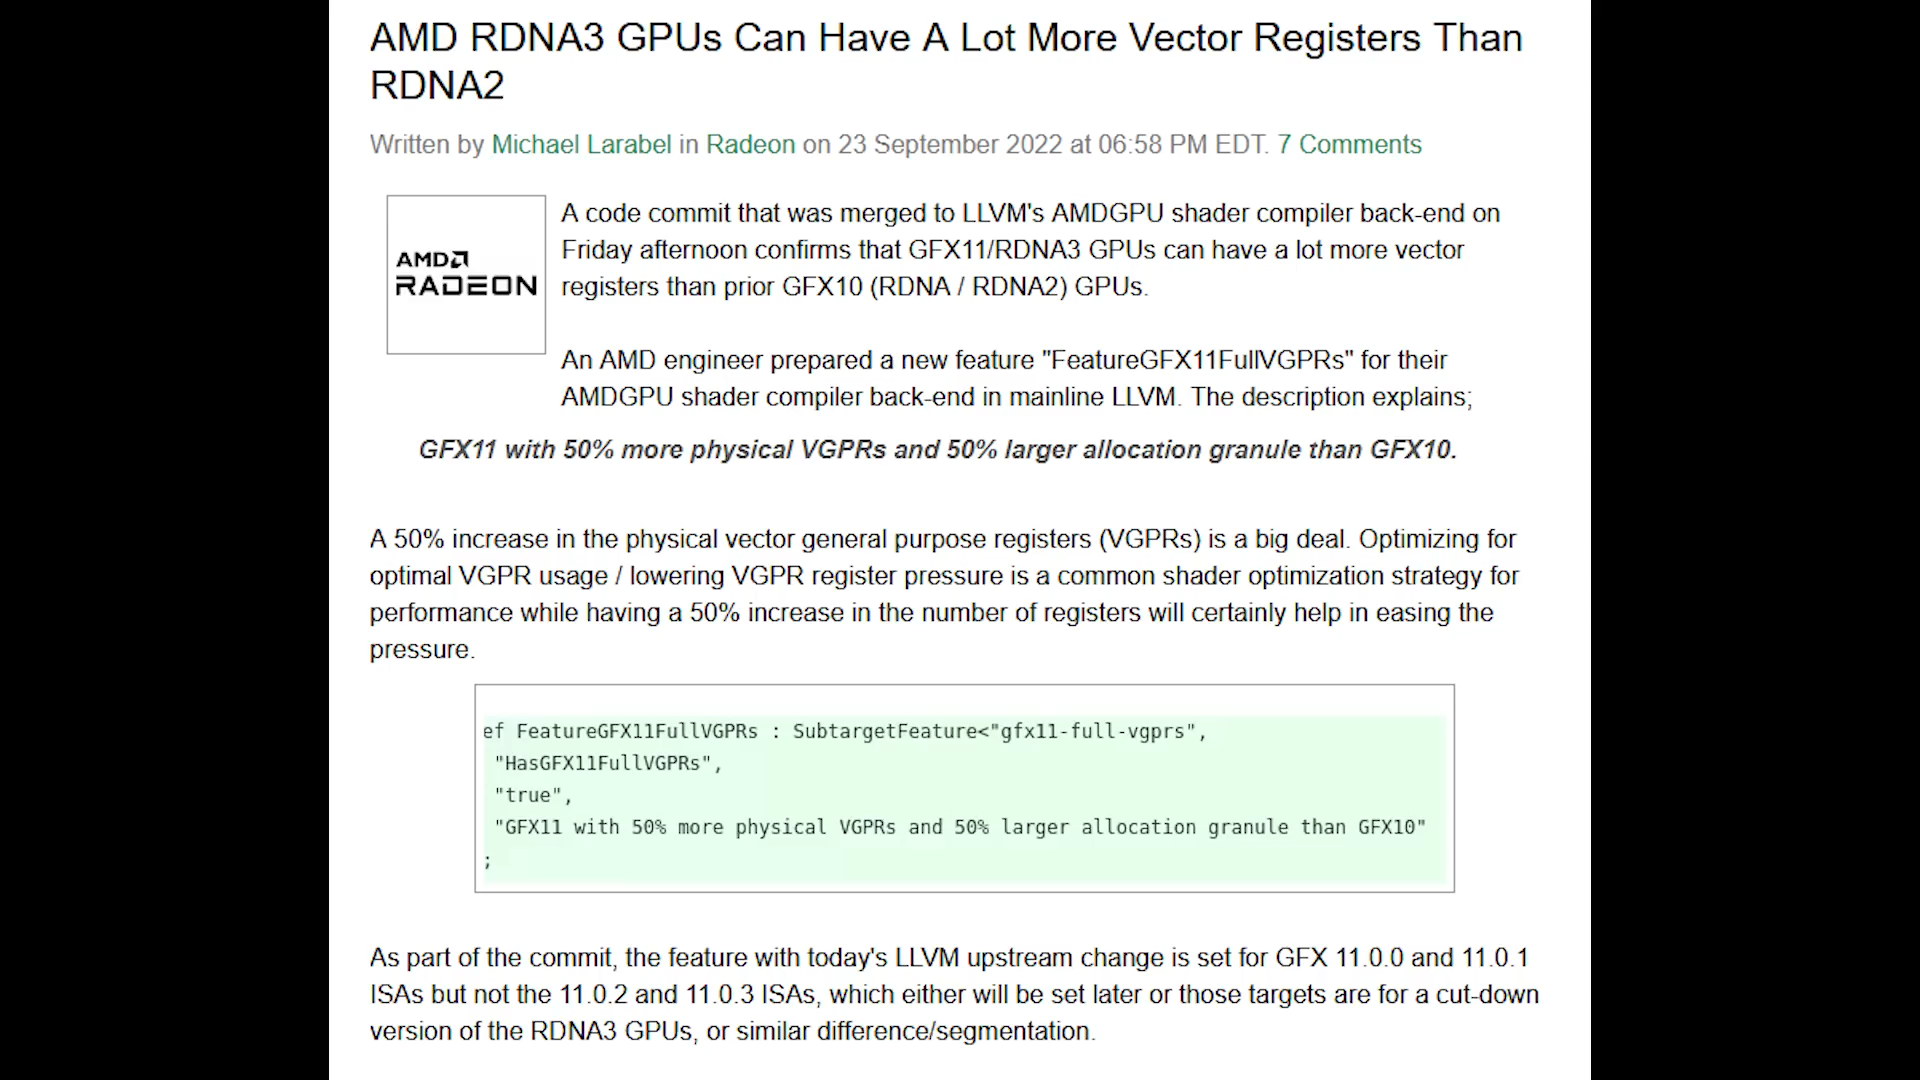 AMD RDNA3 GPUs Can Have A Lot More Vector Registers Than
RDNA2
Written by Michael Larabel in Radeon on 23 September 2022 at 06:58 PM EDT. 7 Comments
AMD
RADEON
A code commit that was merged to LLVM's AMDGPU shader compiler back-end on
Friday afternoon confirms that GFX11/RDNA3 GPUs can have a lot more vector
registers than prior GFX10 (RDNA / RDNA2) GPUs.
An AMD engineer prepared a new feature "FeatureGFX11FullVGPRs" for their
AMDGPU shader compiler back-end in mainline LLVM. The description explains;
GFX11 with 50% more physical VGPRs and 50% larger allocation granule than GFX10.
A 50% increase in the physical vector general purpose registers (VGPRs) is a big deal. Optimizing for
optimal VGPR usage / lowering VGPR register pressure is a common shader optimization strategy for
performance while having a 50% increase in the number of registers will certainly help in easing the
pressure.
ef FeatureGFX11FullVGPRs : SubtargetFeature<"gfx11-full-vgprs",
"HasGFX11FullVGPRs",
"true",
"GFX11 with 50% more physical VGPRs and 50% larger allocation granule than GFX10"
;
As part of the commit, the feature with today's LLVM upstream change is set for GFX 11.0.0 and 11.0.1
ISAs but not the 11.0.2 and 11.0.3 ISAs, which either will be set later or those targets are for a cut-down
version of the RDNA3 GPUs, or similar difference/segmentation.